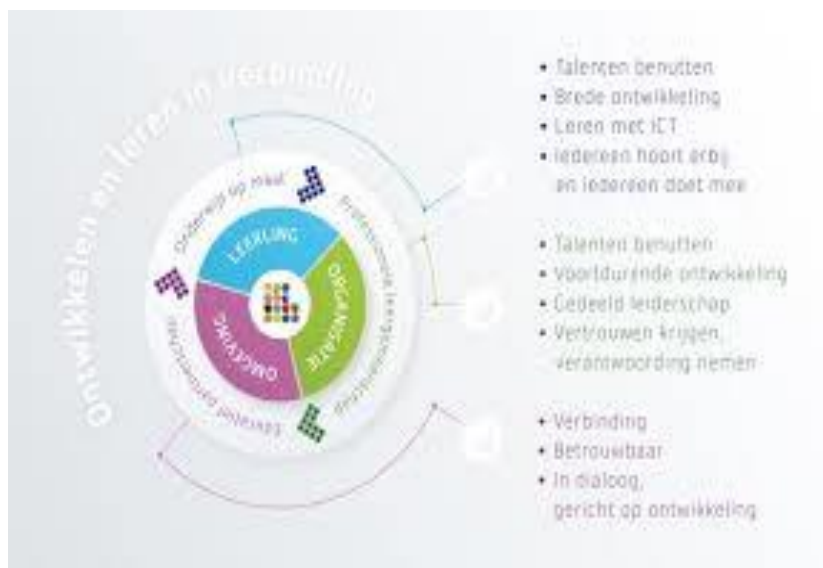 Ontwikkelen en leren in verbinding
Onderwijs op maat
Professionele leergemeenschap
Educatief partnerschap
LEERLING
ORGANISATIE
OMGEVING
• Talenten benutten
• Brede ontwikkeling
• Leren met ICT
• Iedereen hoort erbij
en iedereen doet mee
• Talenten benutten
• Voortdurende ontwikkeling
• Gedeeld leiderschap
• Vertrouwen krijgen,
verantwoording nemen
• Verbinding
• Betrouwbaar
• In dialoog,
gericht op ontwikkeling